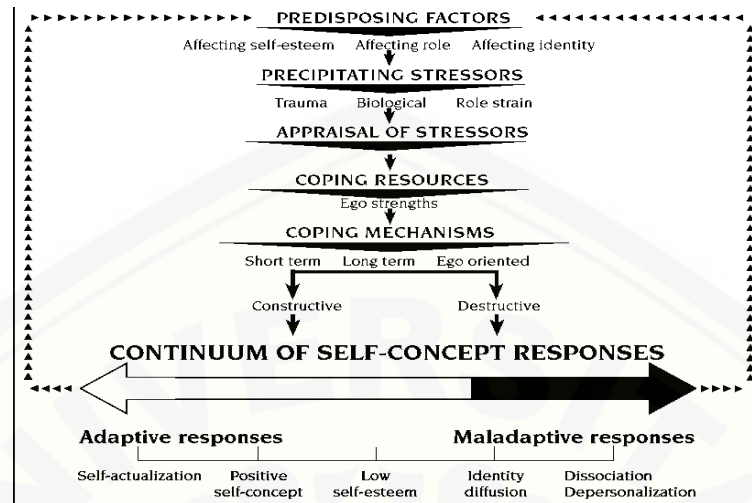 PREDISPOSING FACTORS
Affecting self-esteem Affecting role Affecting identity
PRECIPITATING STRESSORS
Trauma Biological Role strain
APPRAISAL OF STRESSORS
COPING RESOURCES
Ego strengths
COPING MECHANISMS
Short term Long term Ego oriented
Constructive Destructive
CONTINUUM OF SELF-CONCEPT RESPONSES
Adaptive responses Maladaptive responses
Self-actualization Positive self-concept Low self-esteem Identity diffusion Dissociation Depersonalization